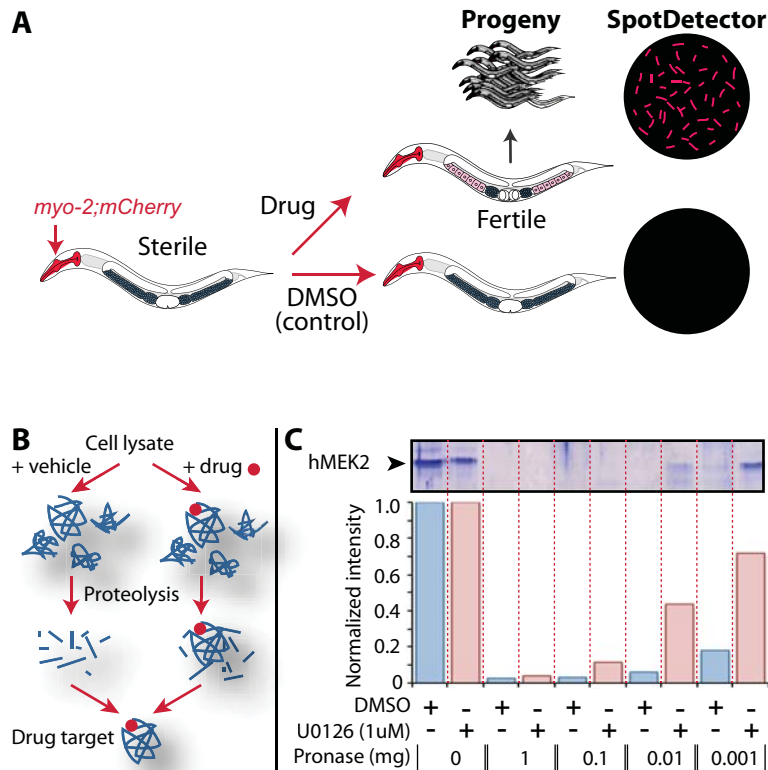 A
Progeny
SpotDetector
myo-2;mCherry
Sterile
Drug
Fertile
DMSO
(control)
B
Cell lysate
+ vehicle
+ drug
Proteolysis
Drug target
C
hMEK2
Normalized intensity
1.0
0.8
0.6
0.4
0.2
0
DMSO + - + - + - + - + -
U0126 (1uM) - + - + - + - + - +
Pronase (mg) 0 1 0.1 0.01 0.001